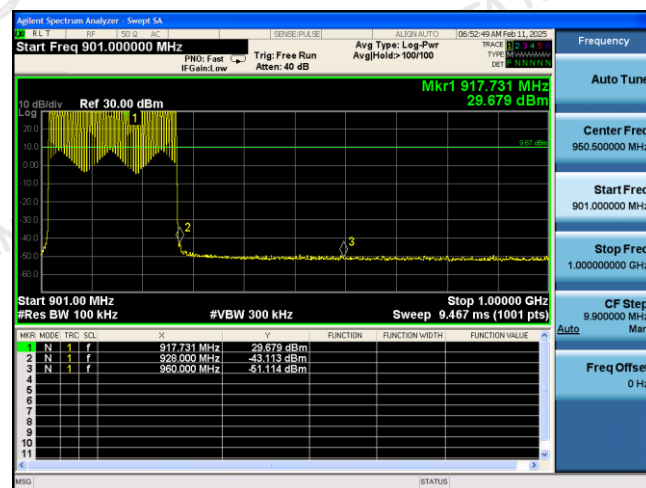 Agilent Spectrum Analyzer - Swept SA
RL T RF 50 Ω AC SENSE:PULSE ALIGN AUTO 06:52:49 AM Feb 11, 2025
Start Freq 901.000000 MHz
PNO: Fast
IFGain:Low
Trig: Free Run
Atten: 40 dB
Avg Type: Log-Pwr
Avg|Hold:>100/100
TRACE 1 2 3 4 5 6
TYPE M
DET P N N N N N
Mkr1 917.731 MHz
29.679 dBm
10 dB/div Ref 30.00 dBm
Log
20.0
10.0
0.00
-10.0
-20.0
-30.0
-40.0
-50.0
-60.0
1
2
3
9.67 dBm
Start 901.00 MHz Stop 1.00000 GHz
#Res BW 100 kHz #VBW 300 kHz Sweep 9.467 ms (1001 pts)
MKR MODE TRC SCL X Y FUNCTION FUNCTION WIDTH FUNCTION VALUE
1 N 1 f 917.731 MHz 29.679 dBm
2 N 1 f 928.000 MHz -43.113 dBm
3 N 1 f 960.000 MHz -51.114 dBm
4
5
6
7
8
9
10
11
MSG STATUS
Frequency
Auto Tune
Center Freq
950.500000 MHz
Start Freq
901.000000 MHz
Stop Freq
1.000000000 GHz
CF Step
9.900000 MHz
Auto Man
Freq Offset
0 Hz